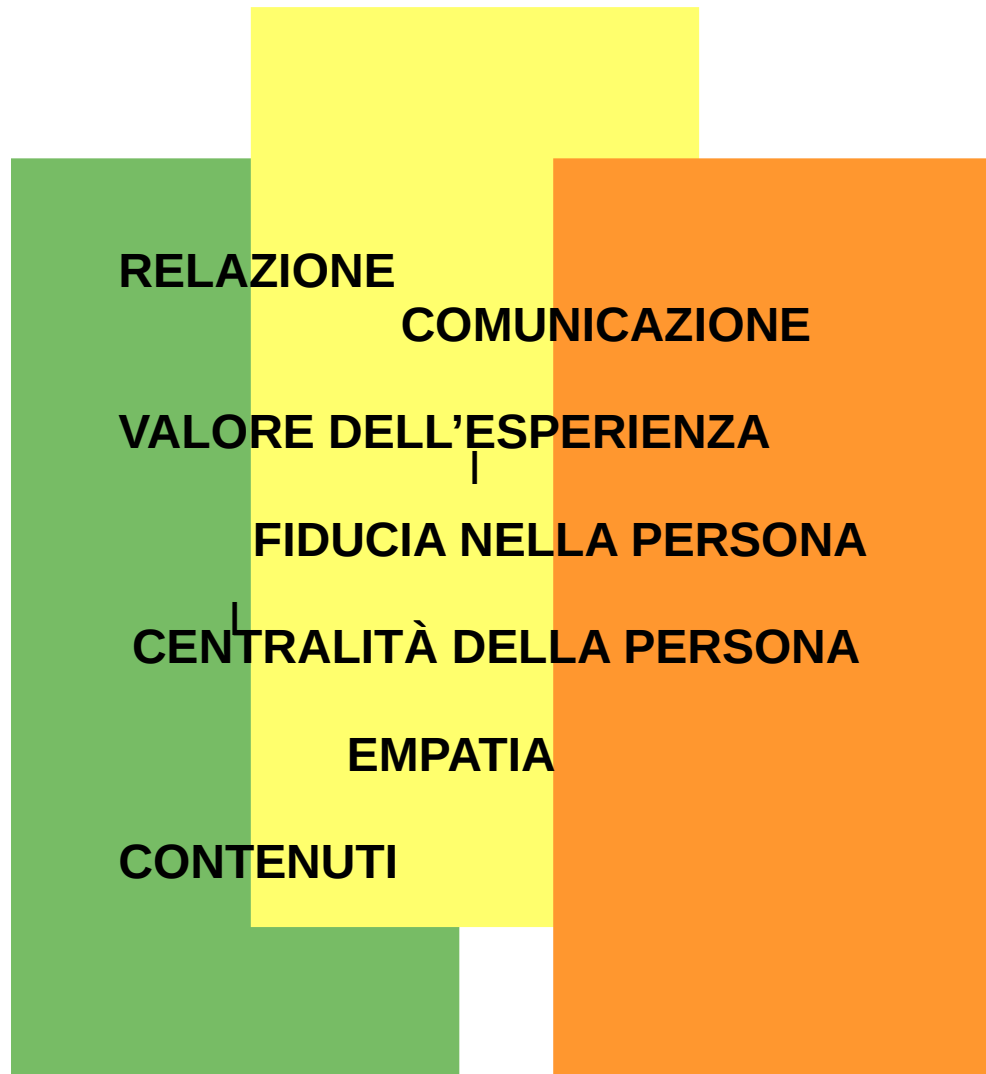 RELAZIONE
COMUNICAZIONE
VALORE DELL’ESPERIENZA
FIDUCIA NELLA PERSONA
CENTRALITÀ DELLA PERSONA
EMPATIA
CONTENUTI